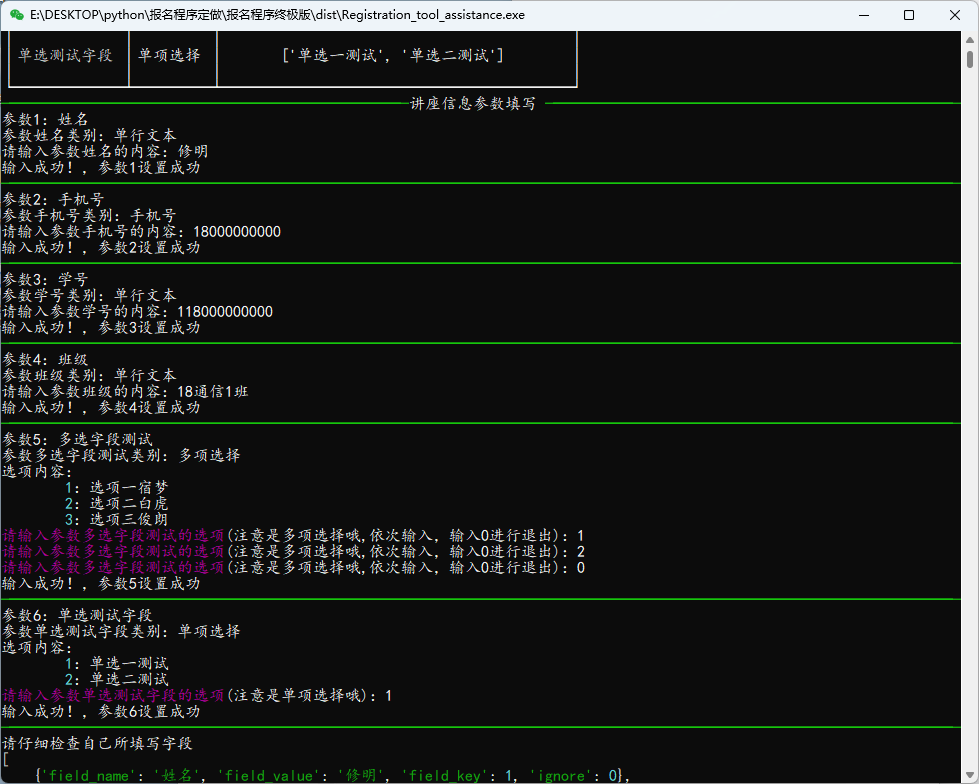 E:\DESKTOP\python\报名程序定做\报名程序终极版\dist\Registration_tool_assistance.exe
单选测试字段 单项选择 ['单选一测试', '单选二测试']
讲座信息参数填写
参数1: 姓名
参数姓名类别: 单行文本
请输入参数姓名的内容: 修明
输入成功! , 参数1设置成功
参数2: 手机号
参数手机号类别: 手机号
请输入参数手机号的内容: 18000000000
输入成功! , 参数2设置成功
参数3: 学号
参数学号类别: 单行文本
请输入参数学号的内容: 118000000000
输入成功! , 参数3设置成功
参数4: 班级
参数班级类别: 单行文本
请输入参数班级的内容: 18通信1班
输入成功! , 参数4设置成功
参数5: 多选字段测试
参数多选字段测试类别: 多项选择
选项内容:
1: 选项一宿梦
2: 选项二白虎
3: 选项三俊朗
请输入参数多选字段测试的选项(注意是多项选择哦,依次输入, 输入0进行退出): 1
请输入参数多选字段测试的选项(注意是多项选择哦,依次输入, 输入0进行退出): 2
请输入参数多选字段测试的选项(注意是多项选择哦,依次输入, 输入0进行退出): 0
输入成功! , 参数5设置成功
参数6: 单选测试字段
参数单选测试字段类别: 单项选择
选项内容:
1: 单选一测试
2: 单选二测试
请输入参数单选测试字段的选项(注意是单项选择哦): 1
输入成功! , 参数6设置成功
请仔细检查自己所填写字段
[
{'field_name': '姓名', 'field_value': '修明', 'field_key': 1, 'ignore': 0},